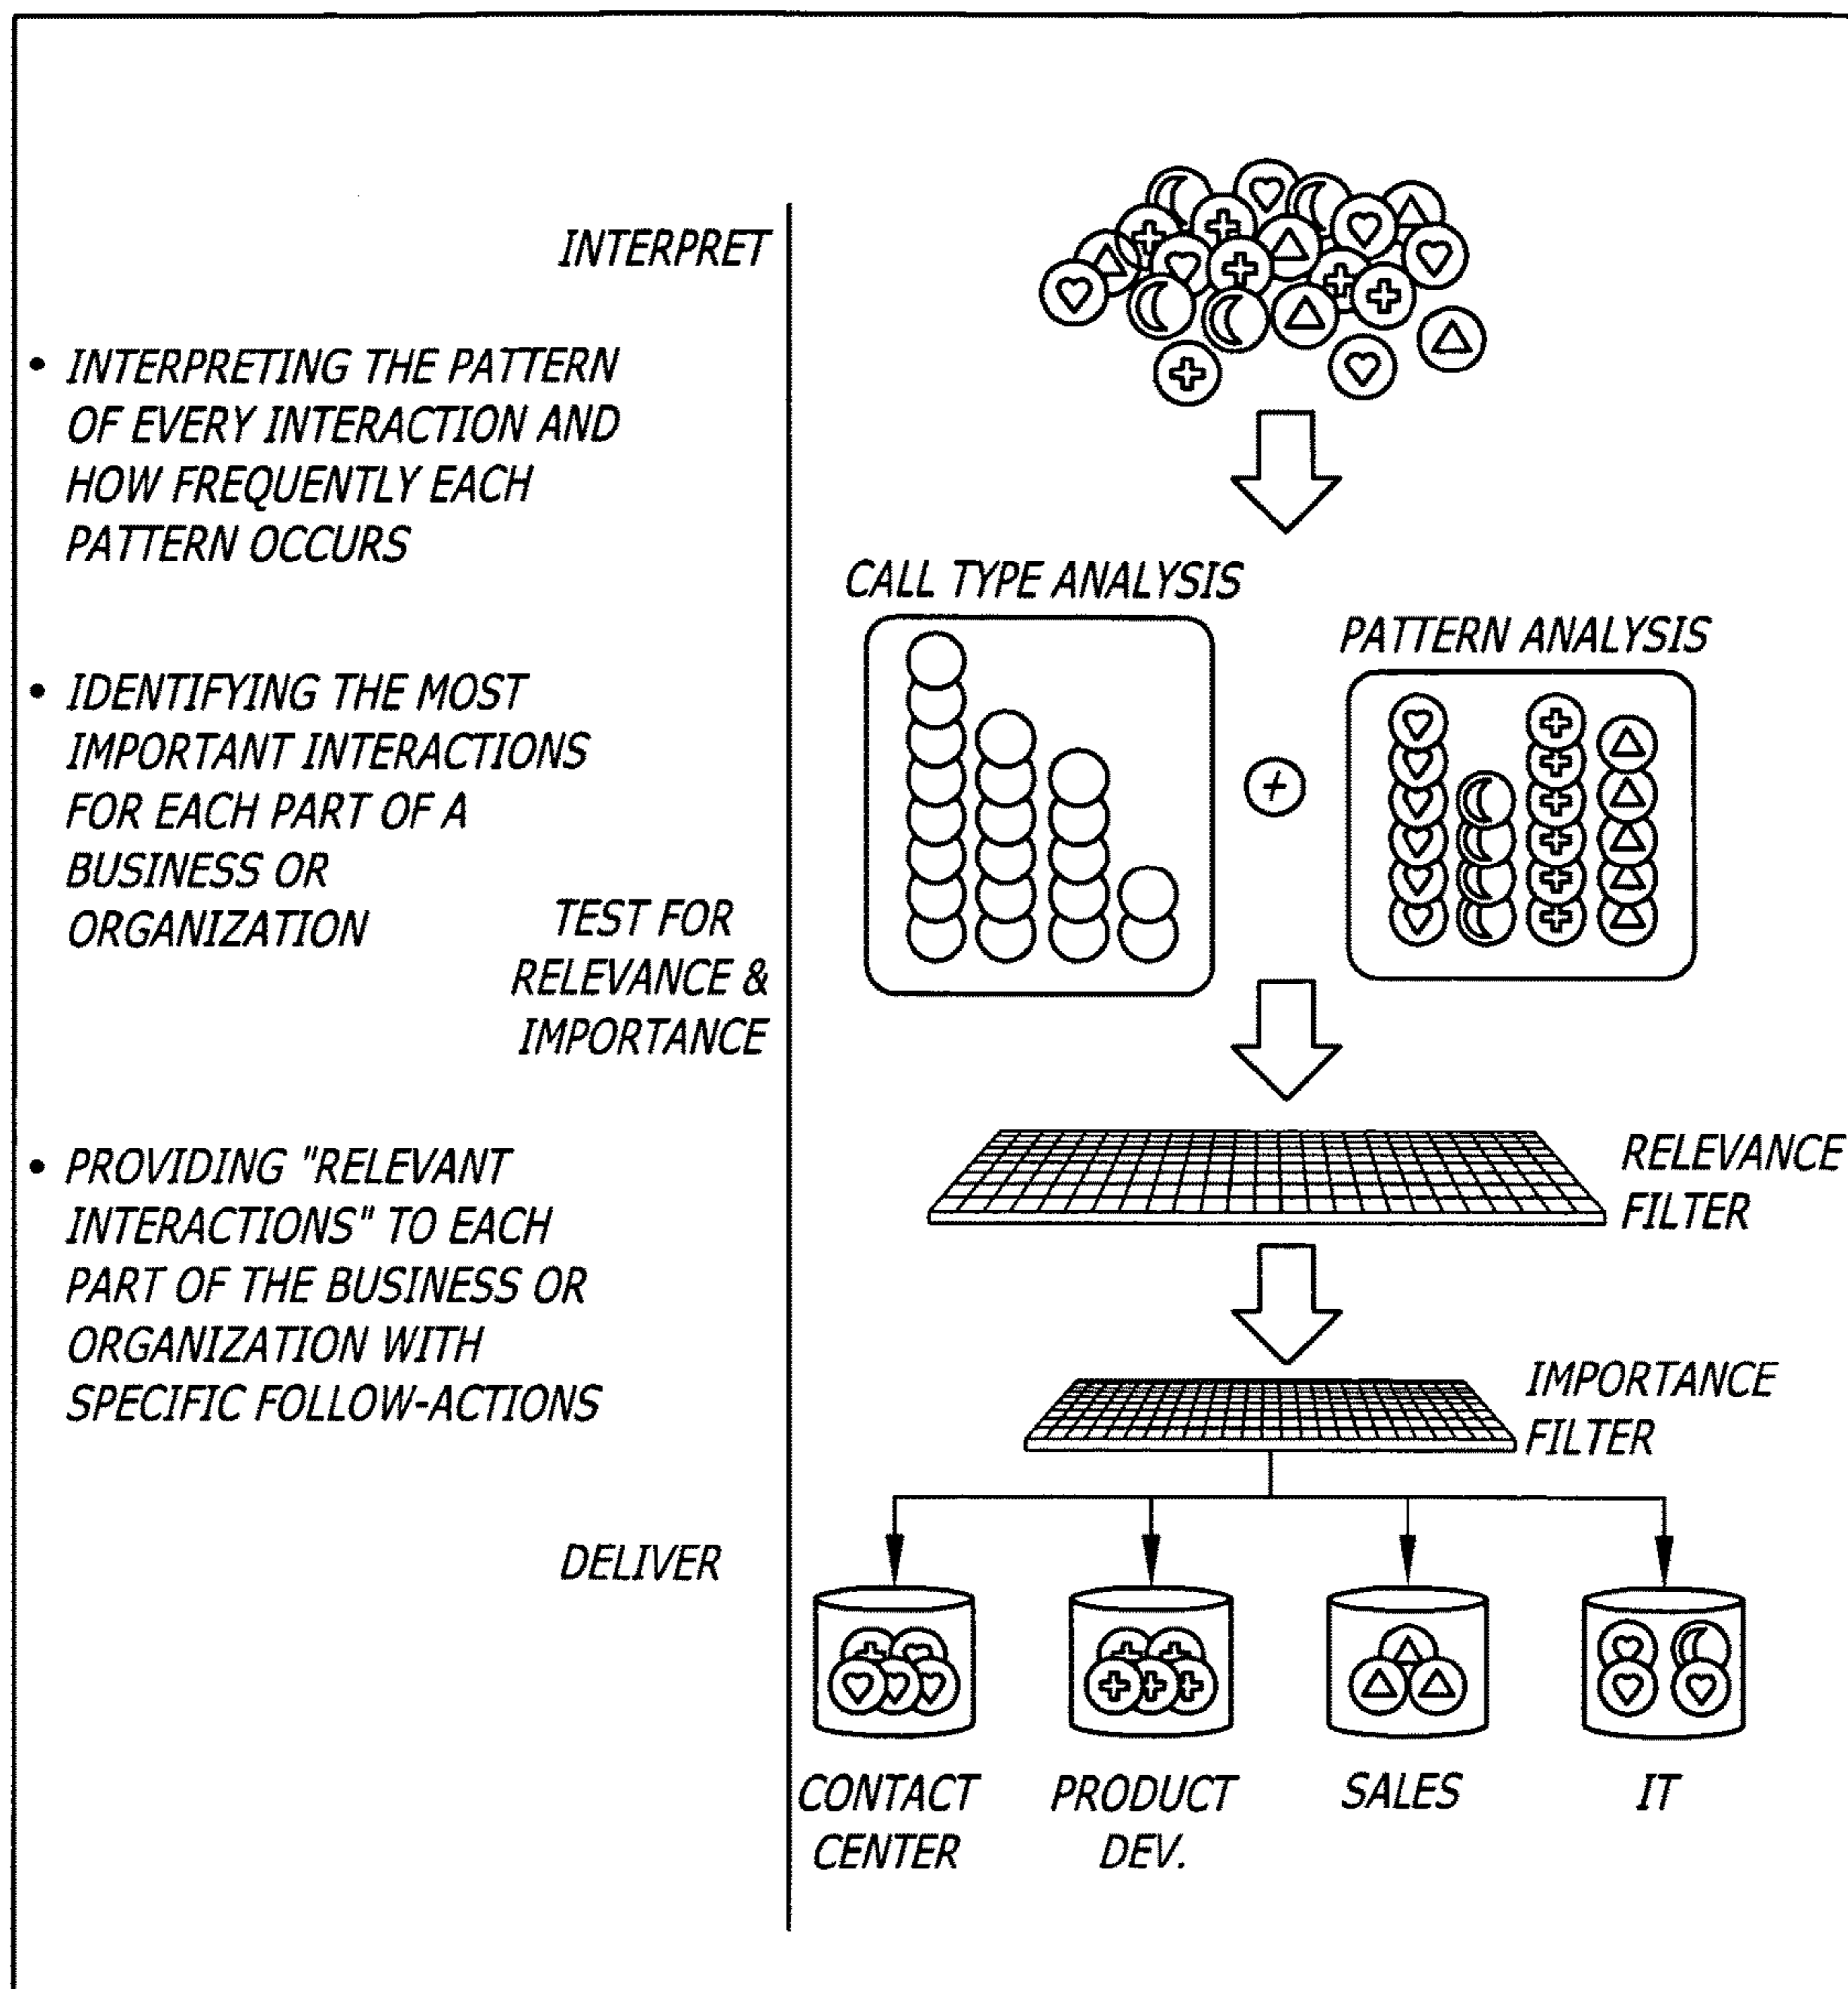 INTERPRET
• INTERPRETING THE PATTERN
OF EVERY INTERACTION AND
HOW FREQUENTLY EACH
PATTERN OCCURS
• IDENTIFYING THE MOST
IMPORTANT INTERACTIONS
FOR EACH PART OF A
BUSINESS OR
ORGANIZATION
TEST FOR
RELEVANCE &
IMPORTANCE
• PROVIDING "RELEVANT
INTERACTIONS" TO EACH
PART OF THE BUSINESS OR
ORGANIZATION WITH
SPECIFIC FOLLOW-ACTIONS
DELIVER
CALL TYPE ANALYSIS
+
PATTERN ANALYSIS
RELEVANCE
FILTER
IMPORTANCE
FILTER
CONTACT
CENTER
PRODUCT
DEV.
SALES
IT